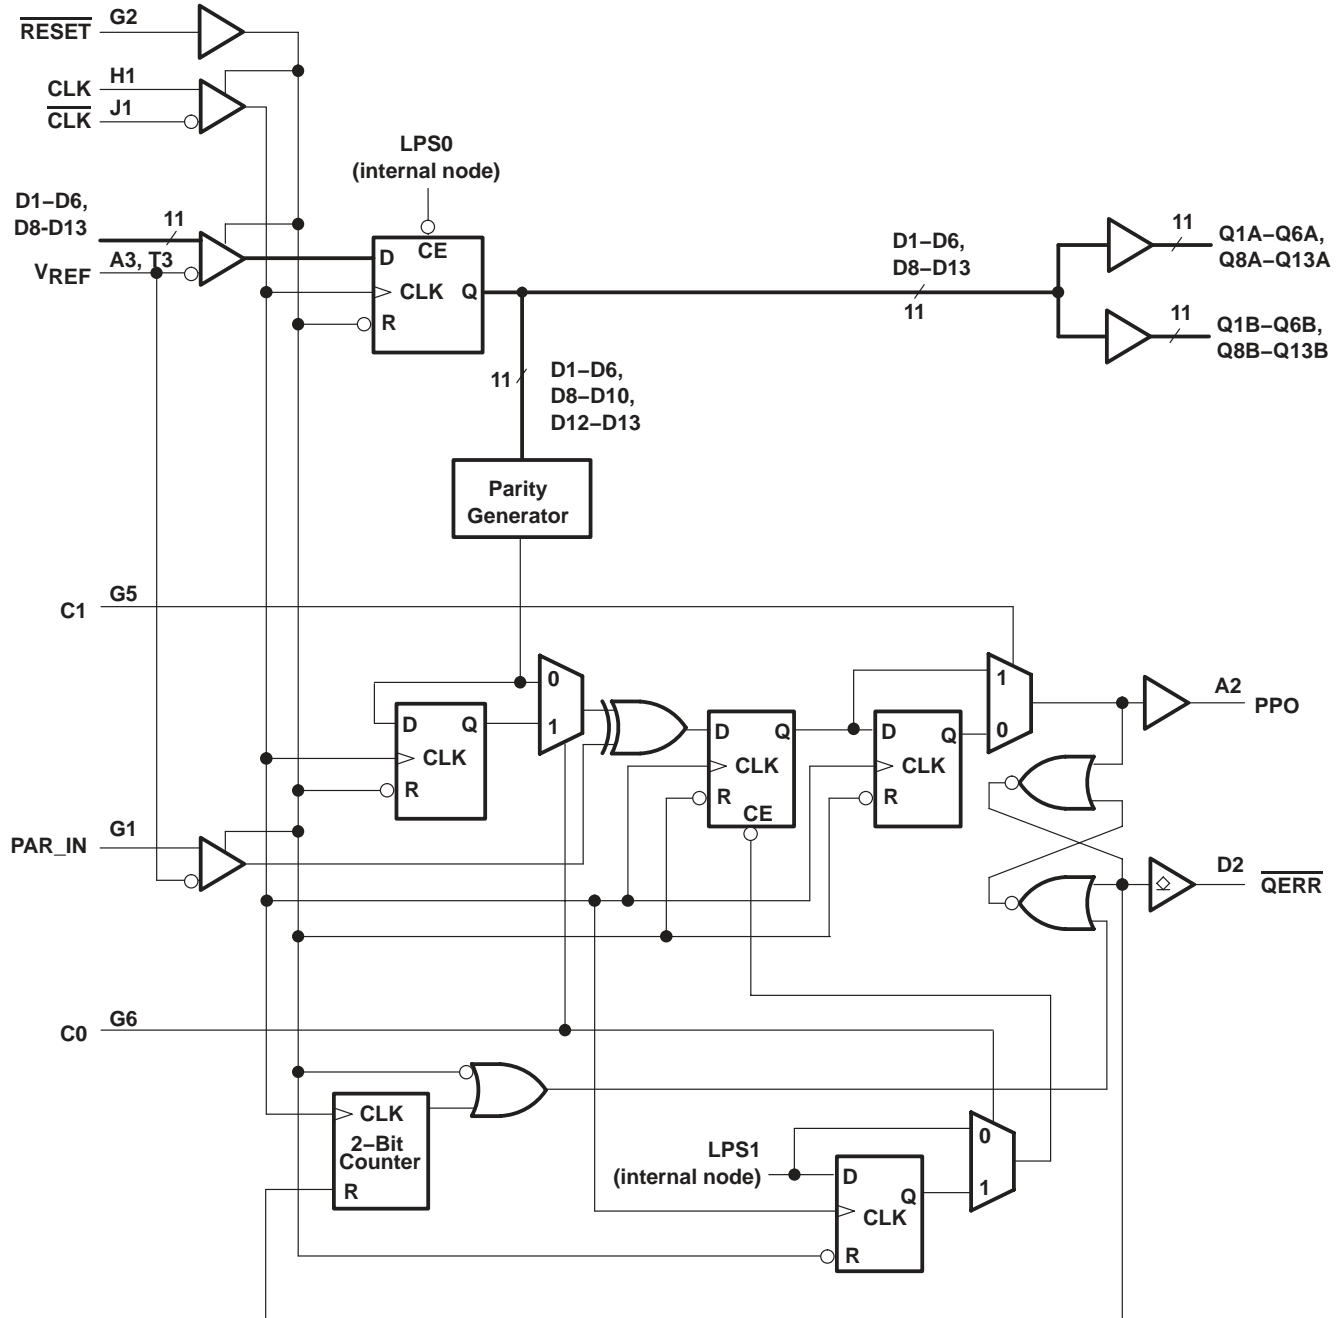 RESET G2
CLK H1
CLK J1
LPS0
(internal node)
D1–D6,
D8-D13
11
VREF A3, T3
CE
D
CLK
Q
R
D1–D6,
D8–D13
11
11
Q1A–Q6A,
Q8A–Q13A
11
Q1B–Q6B,
Q8B–Q13B
11
D1–D6,
D8–D10,
D12–D13
Parity
Generator
C1 G5
0
1
D
Q
CLK
R
D
Q
CLK
R
CE
D
Q
CLK
R
1
0
A2
PPO
PAR_IN G1
D2
QERR
C0 G6
CLK
2–Bit
Counter
R
LPS1
(internal node)
D
Q
CLK
R
0
1